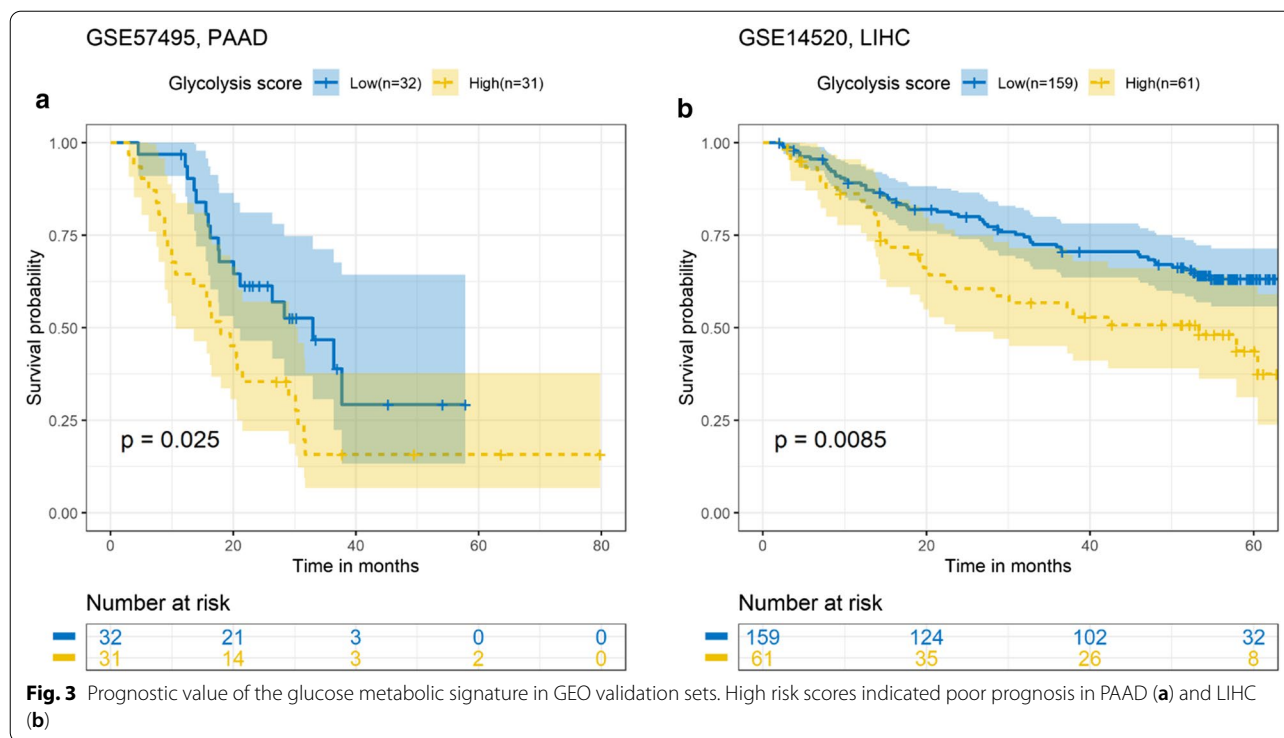 GSE57495, PAAD
Glycolysis score Low(n=32) High(n=31)
a
1.00
0.75
0.50
0.25
0.00
Survival probability
p = 0.025
0 20 40 60 80
Time in months
Number at risk
32 21 3 0 0
31 14 3 2 0
GSE14520, LIHC
Glycolysis score Low(n=159) High(n=61)
b
1.00
0.75
0.50
0.25
0.00
Survival probability
p = 0.0085
0 20 40 60
Time in months
Number at risk
159 124 102 32
61 35 26 8
Fig. 3 Prognostic value of the glucose metabolic signature in GEO validation sets. High risk scores indicated poor prognosis in PAAD (a) and LIHC
(b)